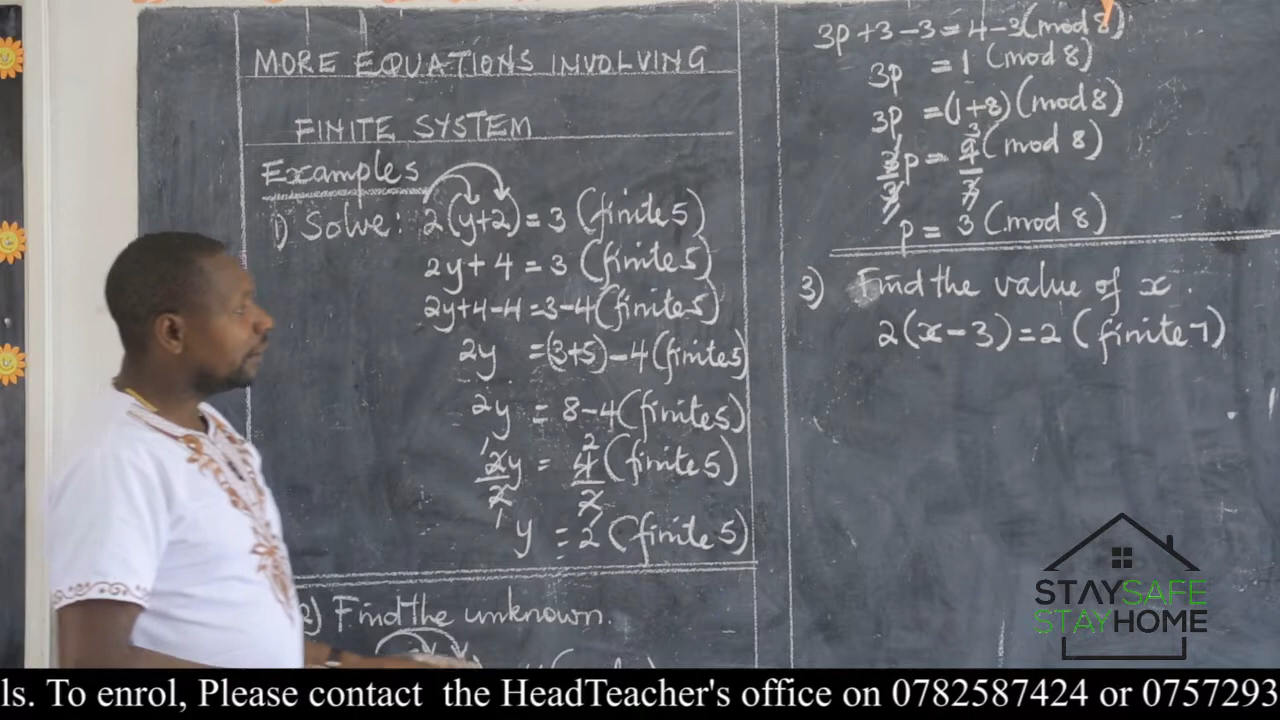 MORE EQUATIONS INVOLVING
FINITE SYSTEM
Examples
1) Solve: 2(y+2) = 3 (finite 5)
2y + 4 = 3 (finite 5)
2y+4-4=3-4(finite 5)
2y =(3+5)-4(finite 5)
2y = 8-4(finite 5)
2/2 y = 4/2 (finite 5)
y = 2 (finite 5)
2) Find the unknown.
3p+3-3=4-3(mod 8)
3p = 1 (mod 8)
3p =(1+8)(mod 8)
3/3 p = 9/3 (mod 8)
p = 3 (mod 8)
3) Find the value of x.
2(x-3)=2 (finite 7)
STAYSAFE
STAYHOME
ls. To enrol, Please contact the HeadTeacher's office on 0782587424 or 0757293